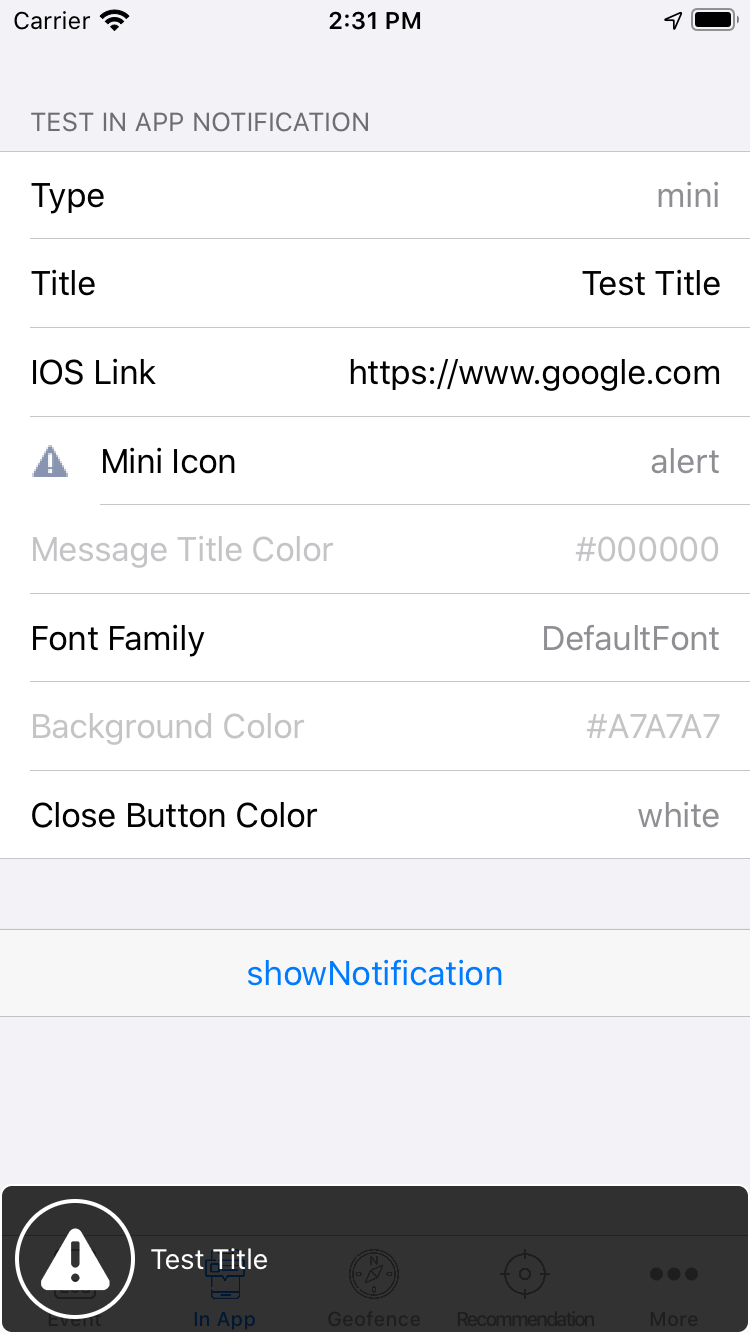 Carrier 2:31 PM
TEST IN APP NOTIFICATION
Type mini
Title Test Title
IOS Link https://www.google.com
Mini Icon alert
Message Title Color #000000
Font Family DefaultFont
Background Color #A7A7A7
Close Button Color white
showNotification
Test Title
N
Event In App Geofence Recommendation More